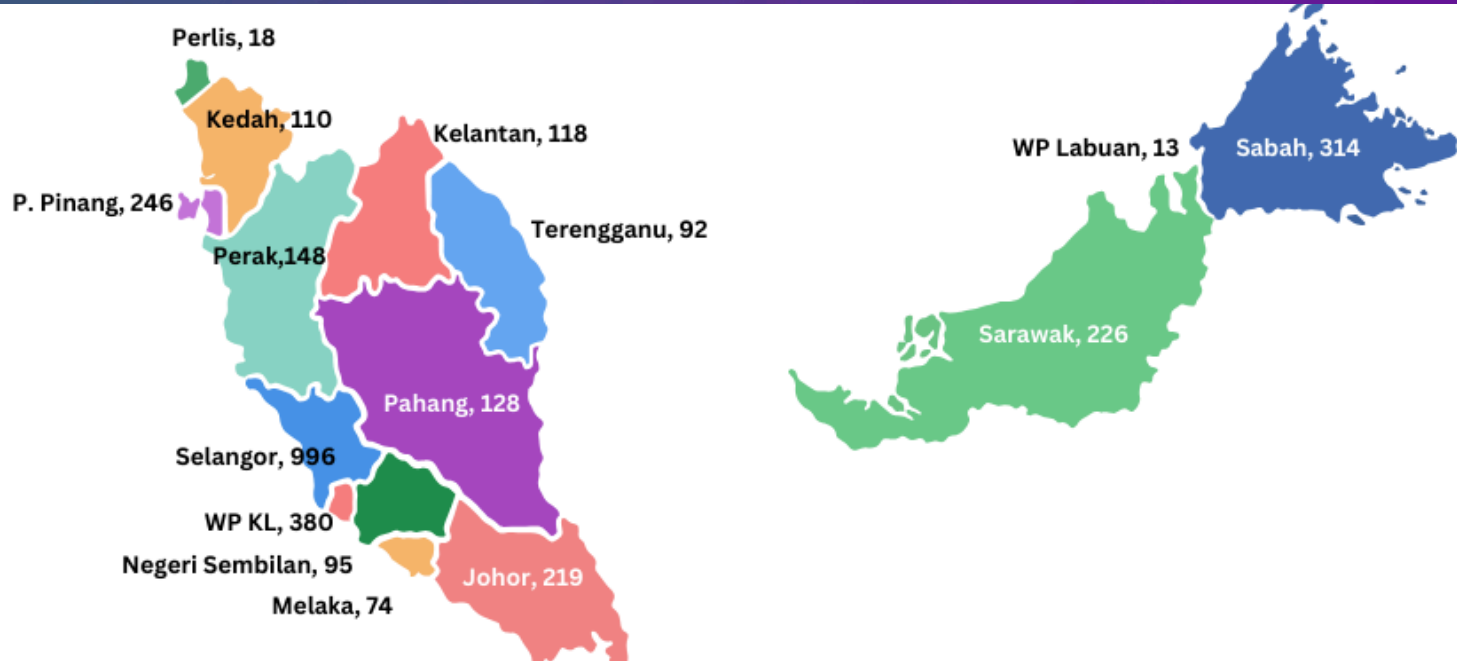 Perlis, 18
Kedah, 110
Kelantan, 118
WP Labuan, 13
Sabah, 314
P. Pinang, 246
Terengganu, 92
Perak,148
Sarawak, 226
Pahang, 128
Selangor, 996
WP KL, 380
Negeri Sembilan, 95
Johor, 219
Melaka, 74